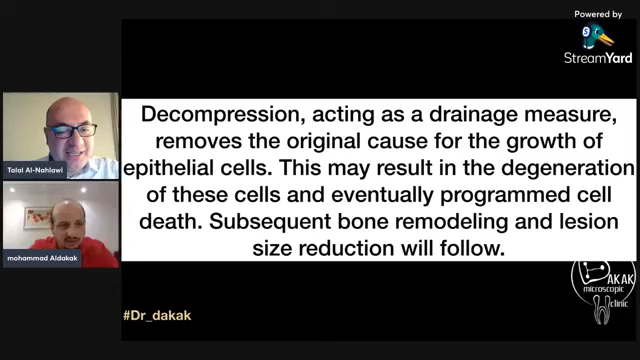 Powered by
StreamYard
Decompression, acting as a drainage measure,
removes the original cause for the growth of
epithelial cells. This may result in the degeneration
of these cells and eventually programmed cell
death. Subsequent bone remodeling and lesion
size reduction will follow.
Talal Al-Nahlawi
mohammad Aldakak
DAKAK
microscopic
clinic
#Dr_dakak